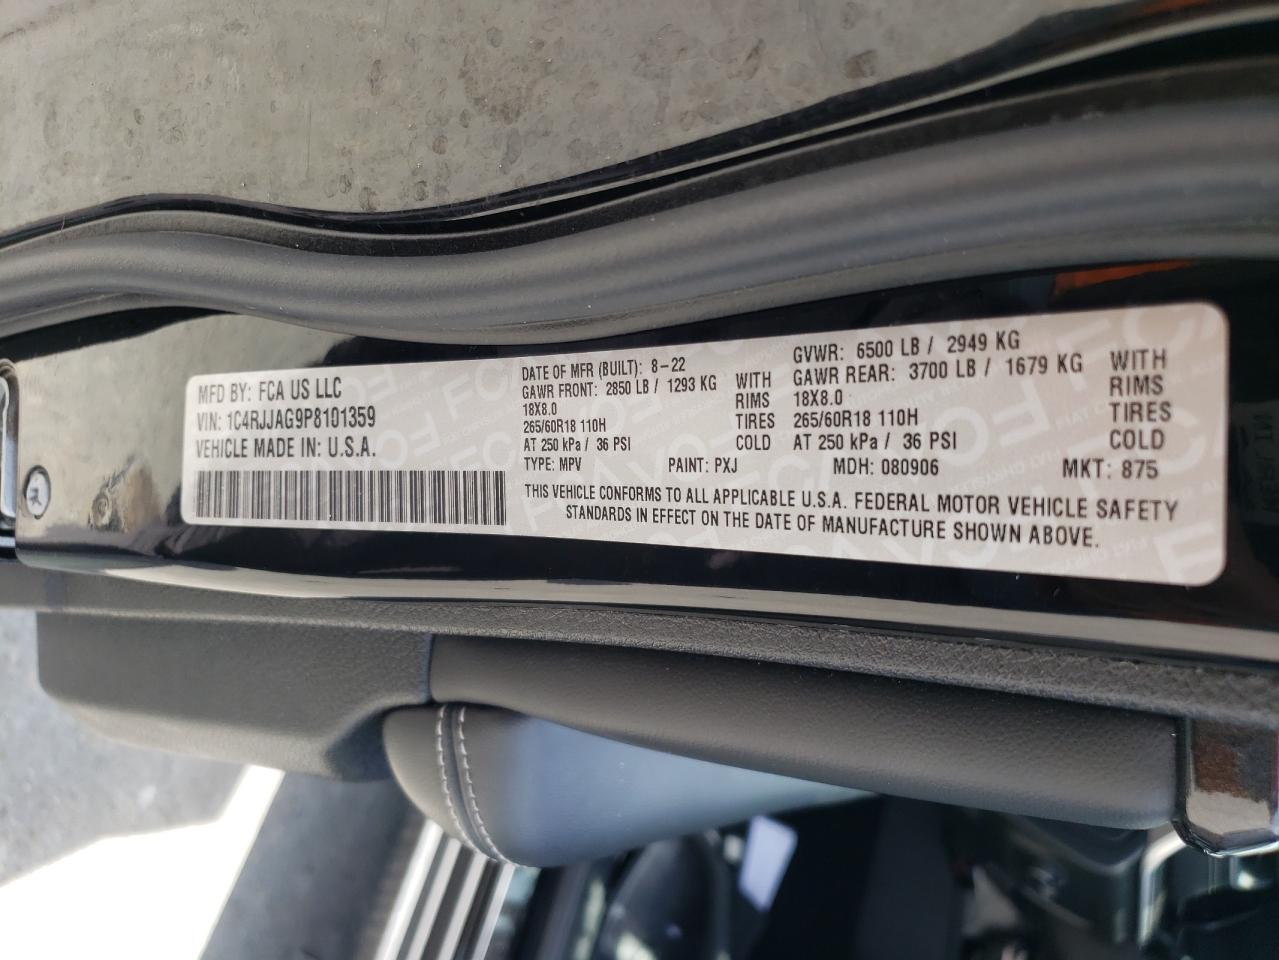 MFD BY: FCA US LLC
VIN: 1C4RJJAG9P8101359
VEHICLE MADE IN: U.S.A.
DATE OF MFR (BUILT): 8-22
GAWR FRONT: 2850 LB / 1293 KG WITH
18X8.0 RIMS
265/60R18 110H TIRES
AT 250 kPa / 36 PSI COLD
GVWR: 6500 LB / 2949 KG
GAWR REAR: 3700 LB / 1679 KG WITH
18X8.0 RIMS
265/60R18 110H TIRES
AT 250 kPa / 36 PSI COLD
TYPE: MPV PAINT: PXJ MDH: 080906 MKT: 875
THIS VEHICLE CONFORMS TO ALL APPLICABLE U.S.A. FEDERAL MOTOR VEHICLE SAFETY
STANDARDS IN EFFECT ON THE DATE OF MANUFACTURE SHOWN ABOVE.